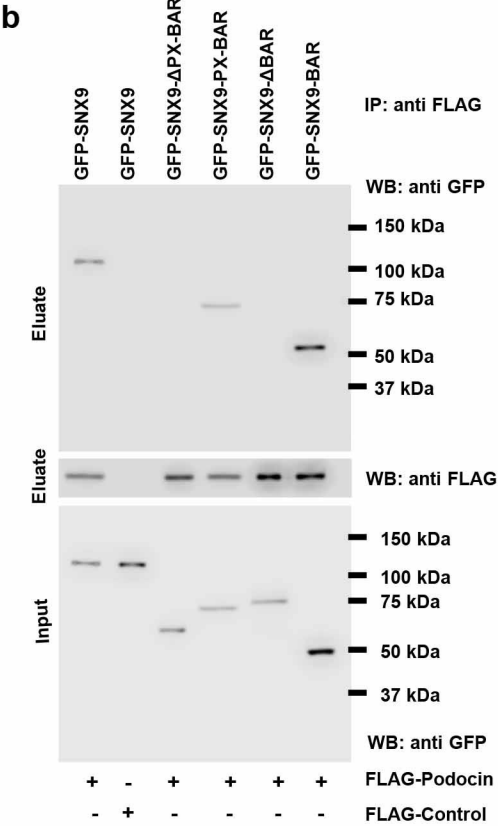 b
GFP-SNX9
GFP-SNX9
GFP-SNX9-ΔPX-BAR
GFP-SNX9-PX-BAR
GFP-SNX9-ΔBAR
GFP-SNX9-BAR
IP: anti FLAG
WB: anti GFP
Eluate
150 kDa
100 kDa
75 kDa
50 kDa
37 kDa
Eluate
WB: anti FLAG
Input
150 kDa
100 kDa
75 kDa
50 kDa
37 kDa
WB: anti GFP
+ - + + + + FLAG-Podocin
- + - - - - FLAG-Control